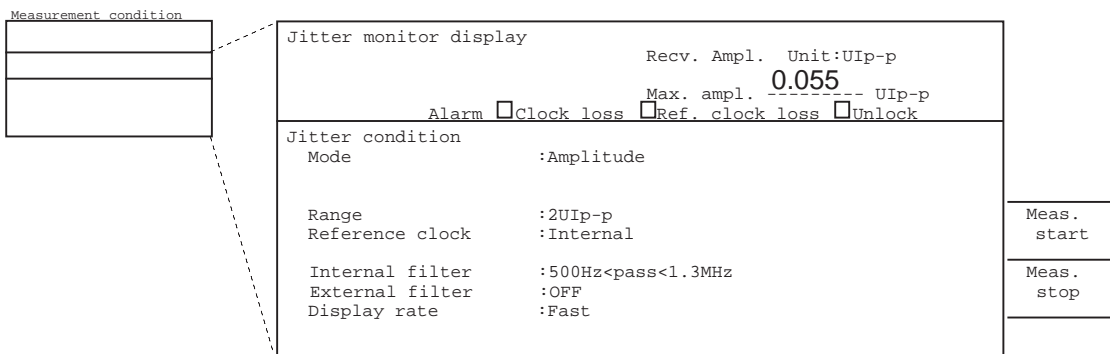 Measurement condition
Jitter monitor display
Recv. Ampl. Unit:UIp-p
0.055
Max. ampl. --------- UIp-p
Alarm □Clock loss □Ref. clock loss □Unlock
Jitter condition
Mode :Amplitude
Range :2UIp-p
Reference clock :Internal
Internal filter :500Hz<pass<1.3MHz
External filter :OFF
Display rate :Fast
Meas.
start
Meas.
stop